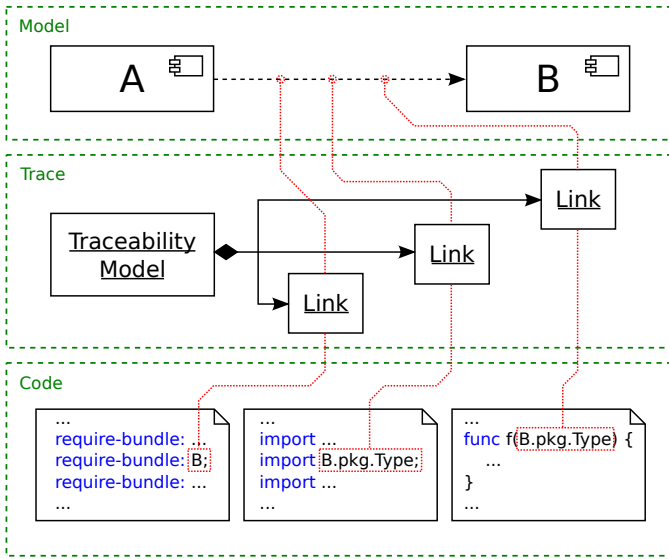 Model
A
B
Trace
Link
Traceability
Model
Link
Link
Code
...
require-bundle: ...
require-bundle: B;
require-bundle: ...
...
...
import ...
import B.pkg.Type;
import ...
...
...
func f(B.pkg.Type) {
...
}
...